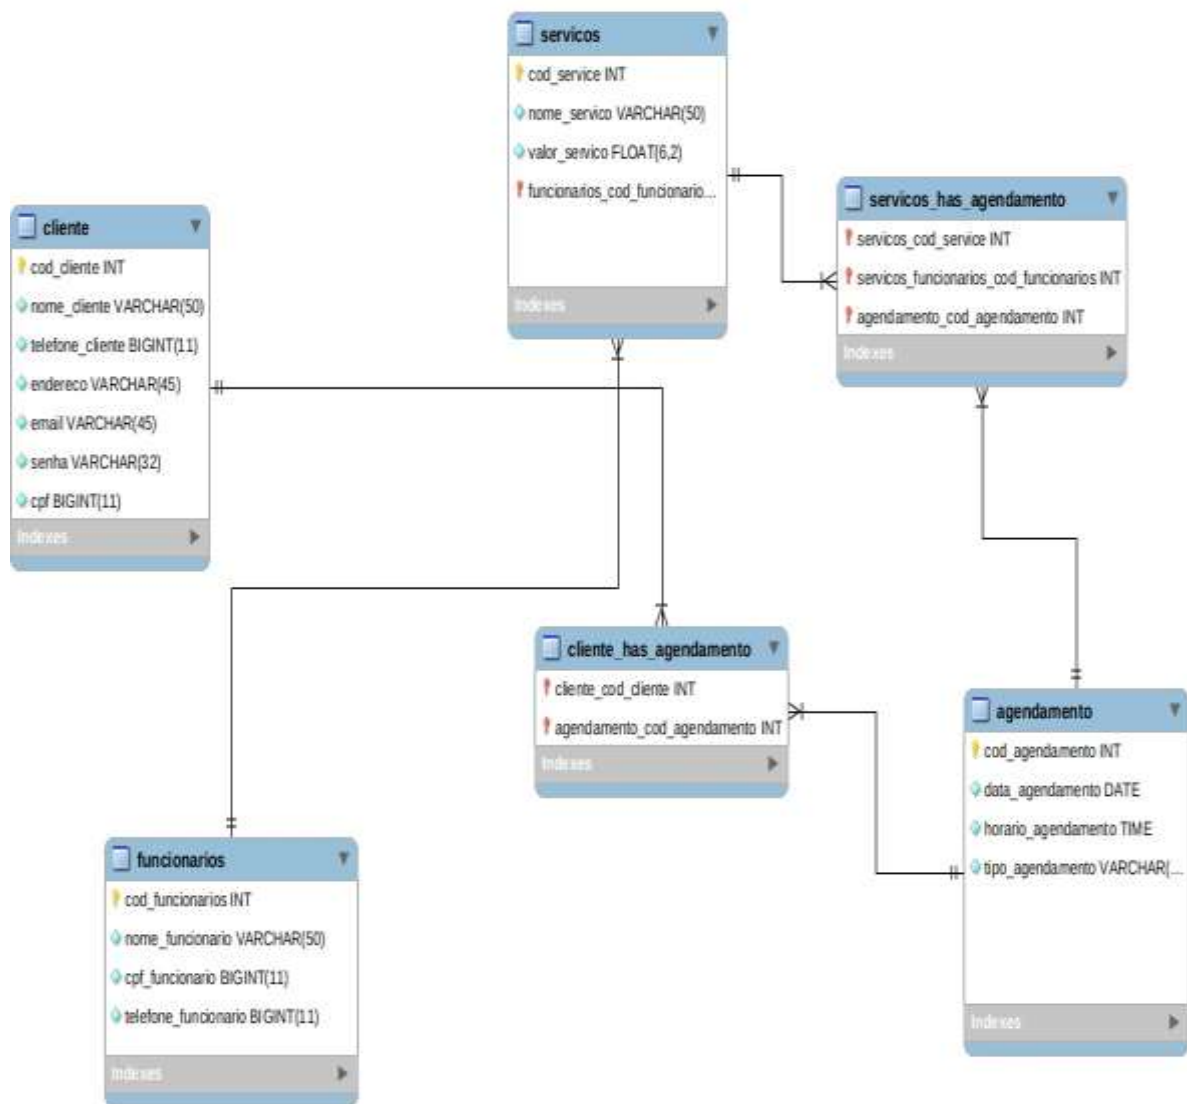 servicos
cod_service INT
nome_servico VARCHAR(50)
valor_servico FLOAT(6,2)
funcionarios_cod_funcionario...
Indexes
servicos_has_agendamento
servicos_cod_service INT
servicos_funcionarios_cod_funcionarios INT
agendamento_cod_agendamento INT
Indexes
cliente
cod_cliente INT
nome_cliente VARCHAR(50)
telefone_cliente BIGINT(11)
endereco VARCHAR(45)
email VARCHAR(45)
senha VARCHAR(32)
cpf BIGINT(11)
Indexes
cliente_has_agendamento
cliente_cod_cliente INT
agendamento_cod_agendamento INT
Indexes
agendamento
cod_agendamento INT
data_agendamento DATE
horario_agendamento TIME
tipo_agendamento VARCHAR(...
Indexes
funcionarios
cod_funcionarios INT
nome_funcionario VARCHAR(50)
cpf_funcionario BIGINT(11)
telefone_funcionario BIGINT(11)
Indexes